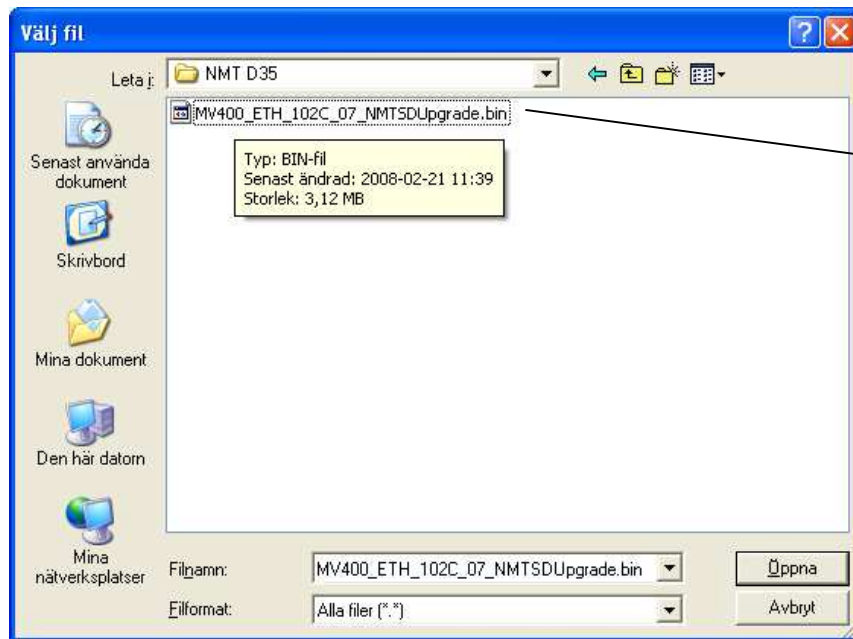 Välj fil
Leta i:
NMT D35
MV400_ETH_102C_07_NMTSDUpgrade.bin
Typ: BIN-fil
Senast ändrad: 2008-02-21 11:39
Storlek: 3,12 MB
Senast använda
dokument
Skrivbord
Mina dokument
Den här datorn
Mina
nätverksplatser
Filnamn:
MV400_ETH_102C_07_NMTSDUpgrade.bin
Öppna
Filformat:
Alla filer (*.*)
Avbryt